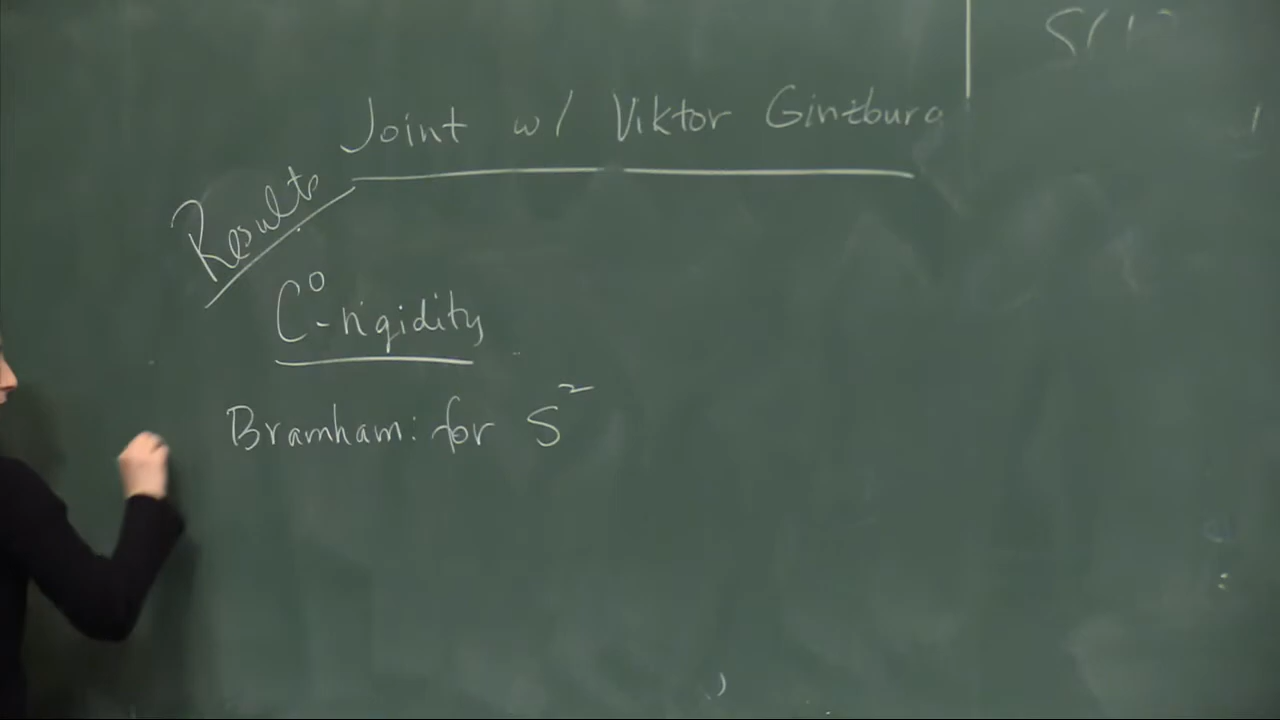 Joint w/ Viktor Ginzburg
Results
C⁰-rigidity
Bramham: for S²